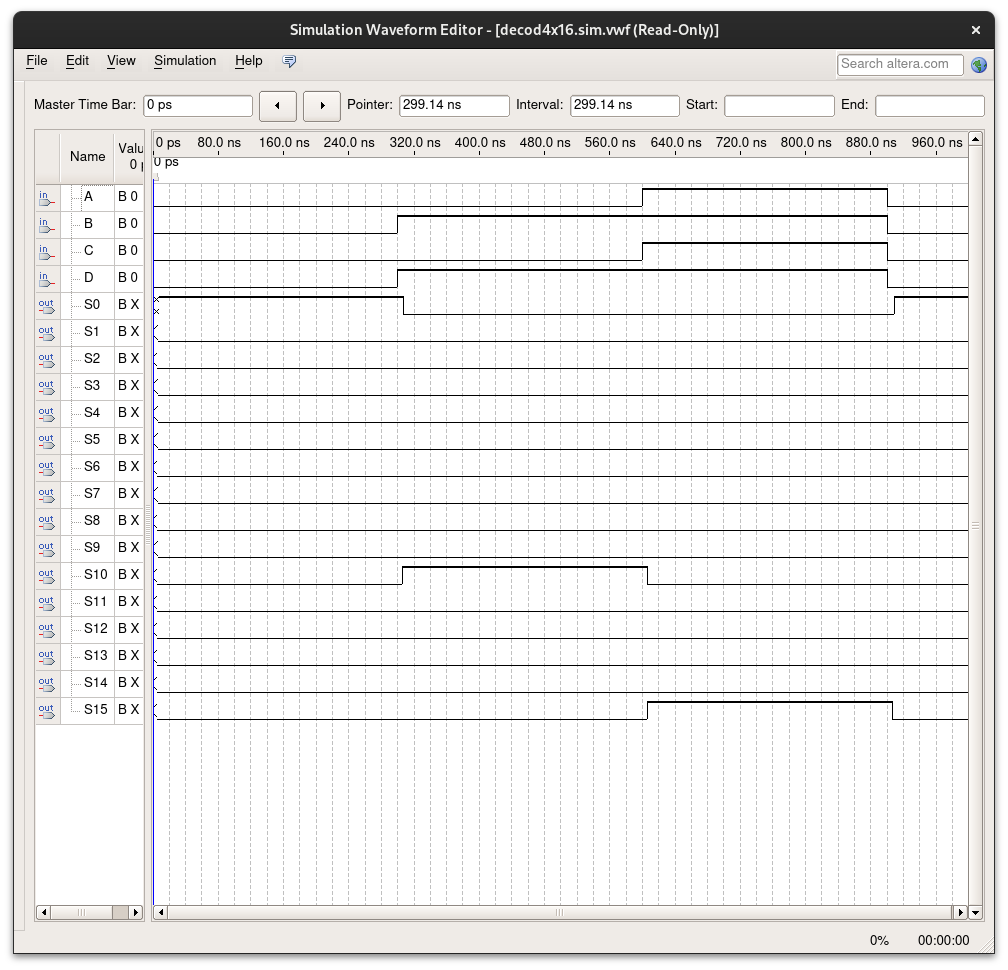 Simulation Waveform Editor - [decod4x16.sim.vwf (Read-Only)]
File Edit View Simulation Help
Search altera.com
Master Time Bar: 0 ps Pointer: 299.14 ns Interval: 299.14 ns Start: End:
Name Valu 0 p
0 ps 80.0 ns 160.0 ns 240.0 ns 320.0 ns 400.0 ns 480.0 ns 560.0 ns 640.0 ns 720.0 ns 800.0 ns 880.0 ns 960.0 ns
0 ps
in A B 0
in B B 0
in C B 0
in D B 0
out S0 B X
out S1 B X
out S2 B X
out S3 B X
out S4 B X
out S5 B X
out S6 B X
out S7 B X
out S8 B X
out S9 B X
out S10 B X
out S11 B X
out S12 B X
out S13 B X
out S14 B X
out S15 B X
0% 00:00:00